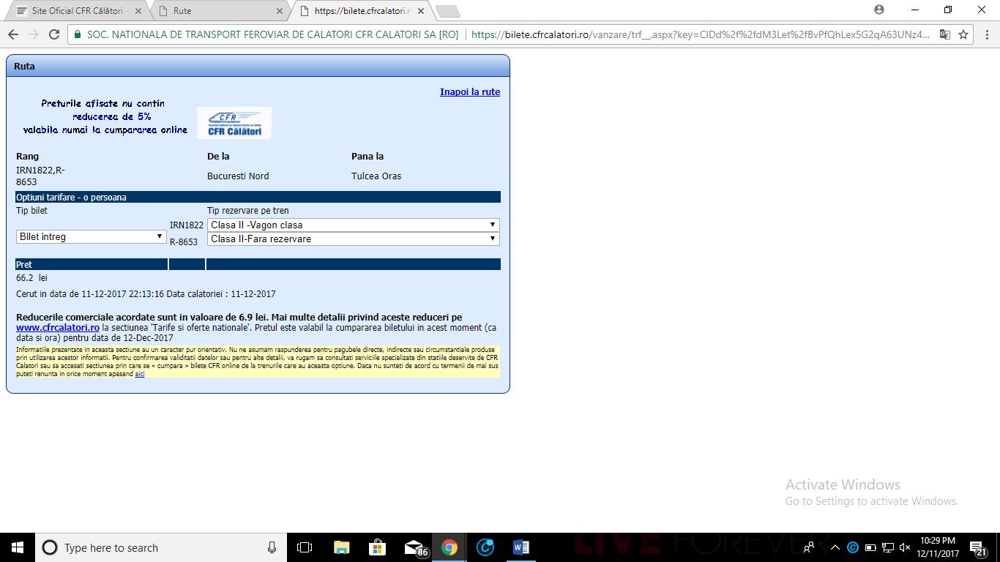 Site Oficial CFR Călători -
Rute
https://bilete.cfrcalatori.r
SOC. NATIONALA DE TRANSPORT FEROVIAR DE CALATORI CFR CALATORI SA [RO]
https://bilete.cfrcalatori.ro/vanzare/trf__.aspx?key=CIDd%2f%2fdM3Let%2fBvPfQhLex5G2qA63UNz4...
Ruta
Inapoi la rute
Preturile afisate nu contin
reducerea de 5%
valabila numai la cumpararea online
CFR
CFR Călători
Rang De la Pana la
IRN1822,R-
8653
Bucuresti Nord Tulcea Oras
Optiuni tarifare - o persoana
Tip bilet Tip rezervare pe tren
IRN1822 Clasa II -Vagon clasa
Bilet intreg
R-8653 Clasa II-Fara rezervare
Pret
66.2 lei
Cerut in data de 11-12-2017 22:13:16 Data calatoriei : 11-12-2017
Reducerile comerciale acordate sunt in valoare de 6.9 lei. Mai multe detalii privind aceste reduceri pe
www.cfrcalatori.ro la sectiunea 'Tarife si oferte nationale'. Pretul este valabil la cumpararea biletului in acest moment (ca
data si ora) pentru data de 12-Dec-2017
Informatiile prezentate in aceasta sectiune au un caracter pur orientativ. Nu ne asumam raspunderea pentru pagubele directe, indirecte sau circumstantiale produse
prin utilizarea acestor informatii. Pentru confirmarea validitatii datelor sau pentru alte detalii, va rugam sa consultati serviciile specializate din statiile deservite de CFR
Calatori sau sa accesati sectiunea prin care se « cumpara » bilete CFR online de la trenurile care au aceasta optiune. Daca nu sunteti de acord cu termenii de mai sus
puteti renunta in orice moment apasand aici
Activate Windows
Go to Settings to activate Windows.
Type here to search
86
LIVE FOREVER
10:29 PM
12/11/2017
21